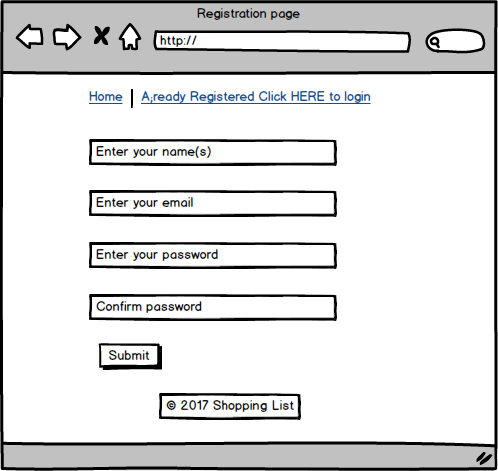 Registration page
http://
Home | A;ready Registered Click HERE to login
Enter your name(s)
Enter your email
Enter your password
Confirm password
Submit
© 2017 Shopping List